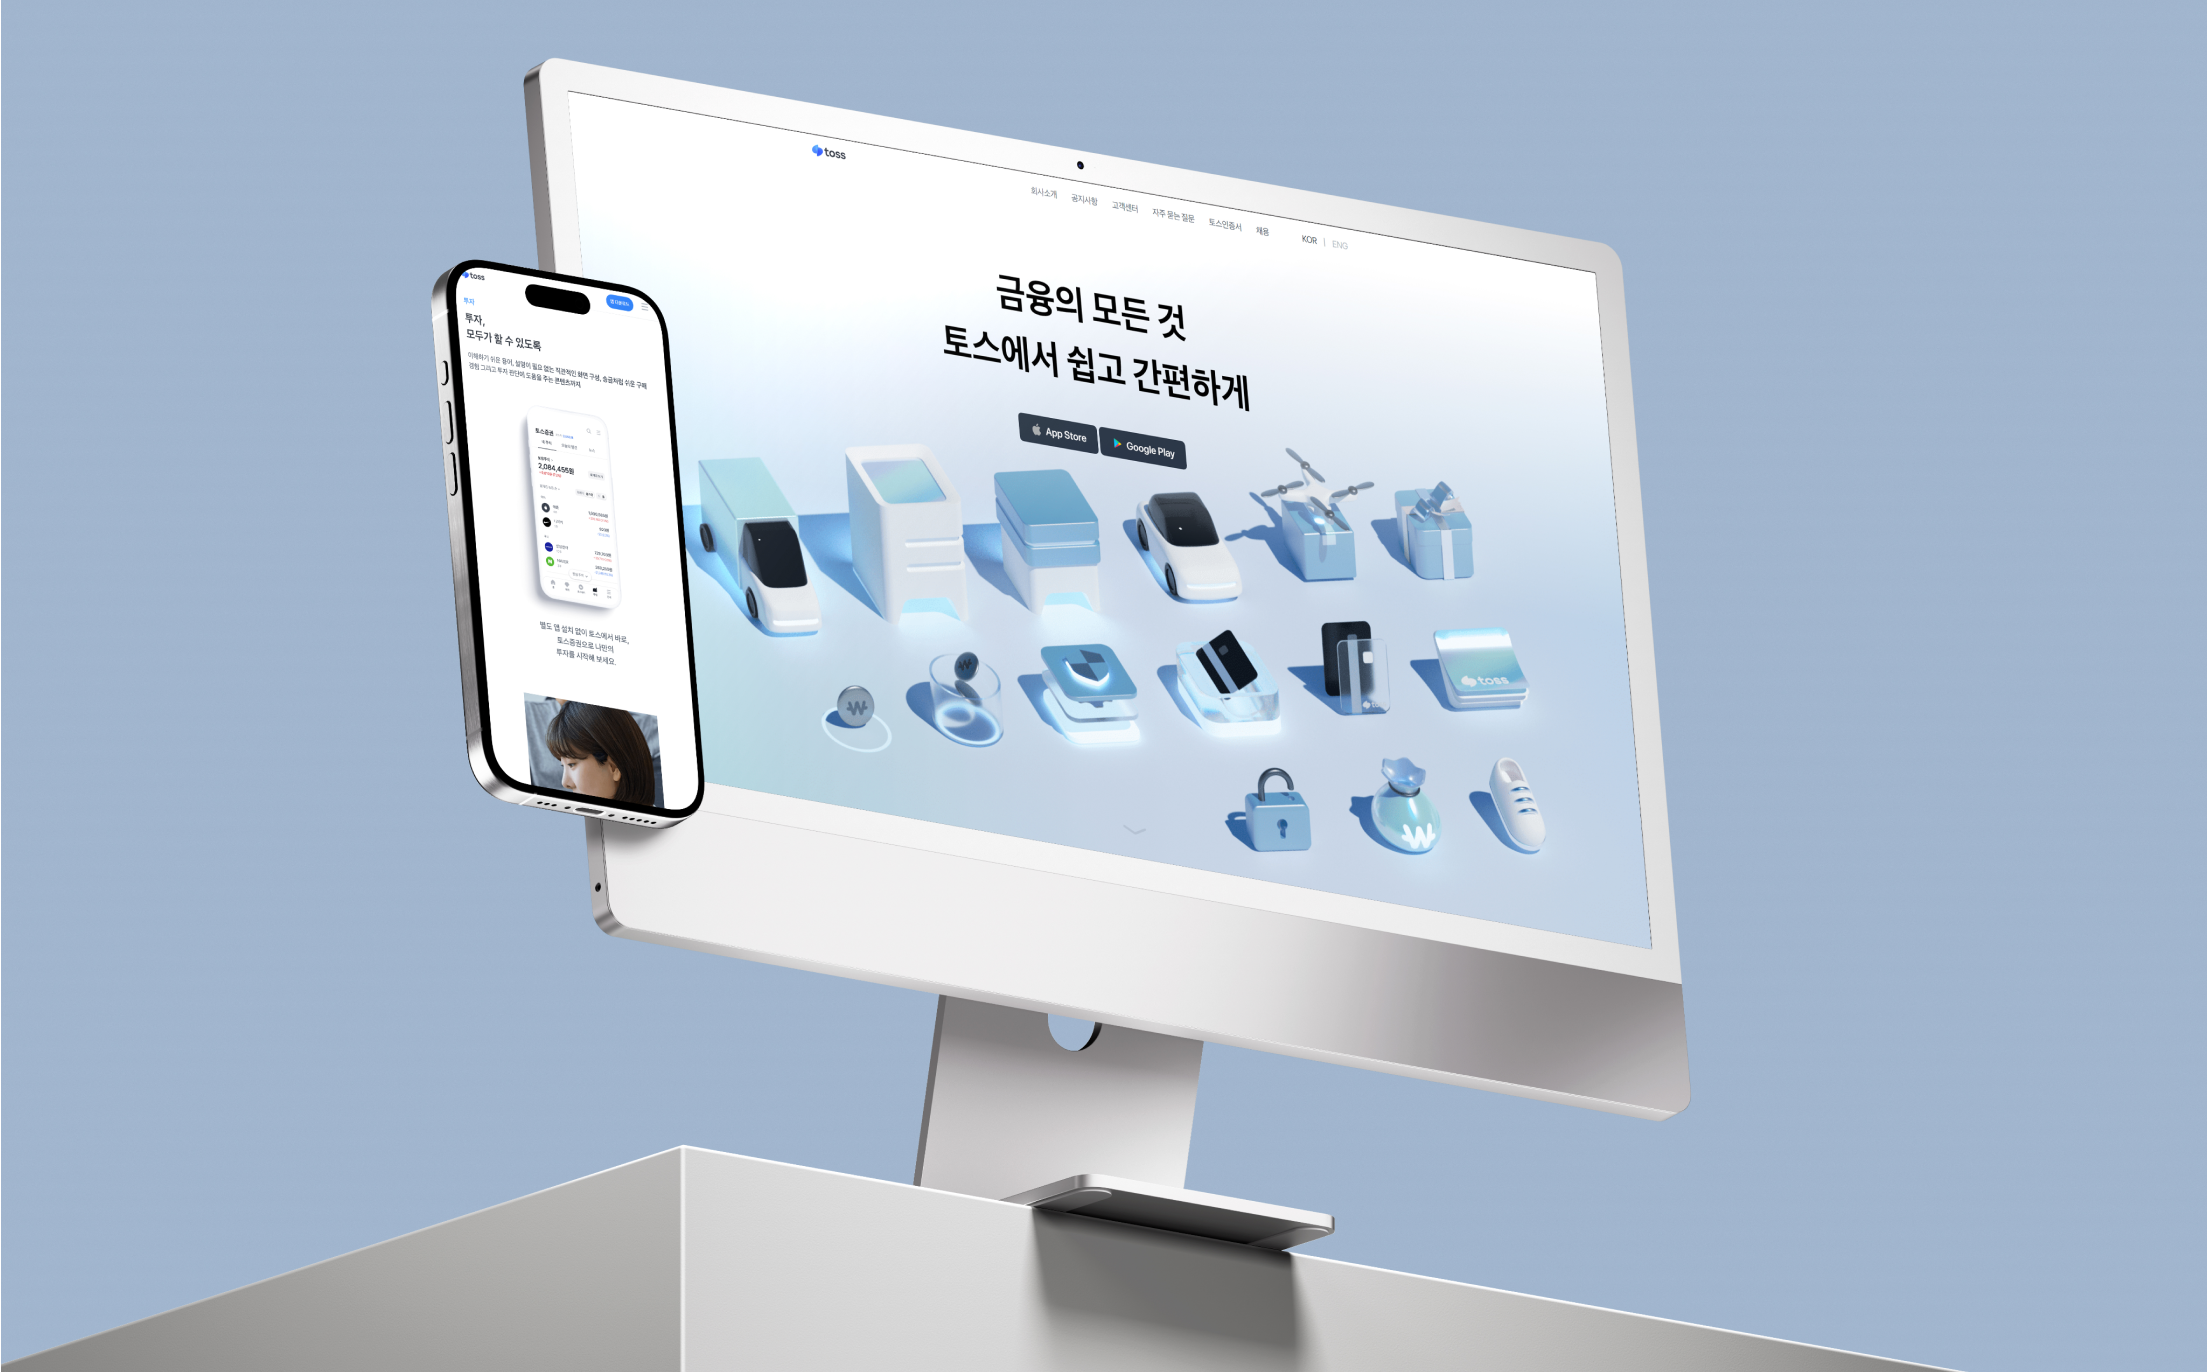 toss
회사소개 공지사항 고객센터 자주 묻는 질문 토스인증서 채용 KOR | ENG
금융의 모든 것
토스에서 쉽고 간편하게
App Store Google Play
toss
toss
투자
투자,
모두가 할 수 있도록
이해하기 쉬운 용어, 설명이 필요 없는 직관적인 화면 구성, 송금처럼 쉬운 구매
경험 그리고 투자 판단에 도움을 주는 콘텐츠까지
토스증권
2,084,455원
별도 앱 설치 없이 토스에서 바로,
토스증권으로 나만의
투자를 시작해 보세요.